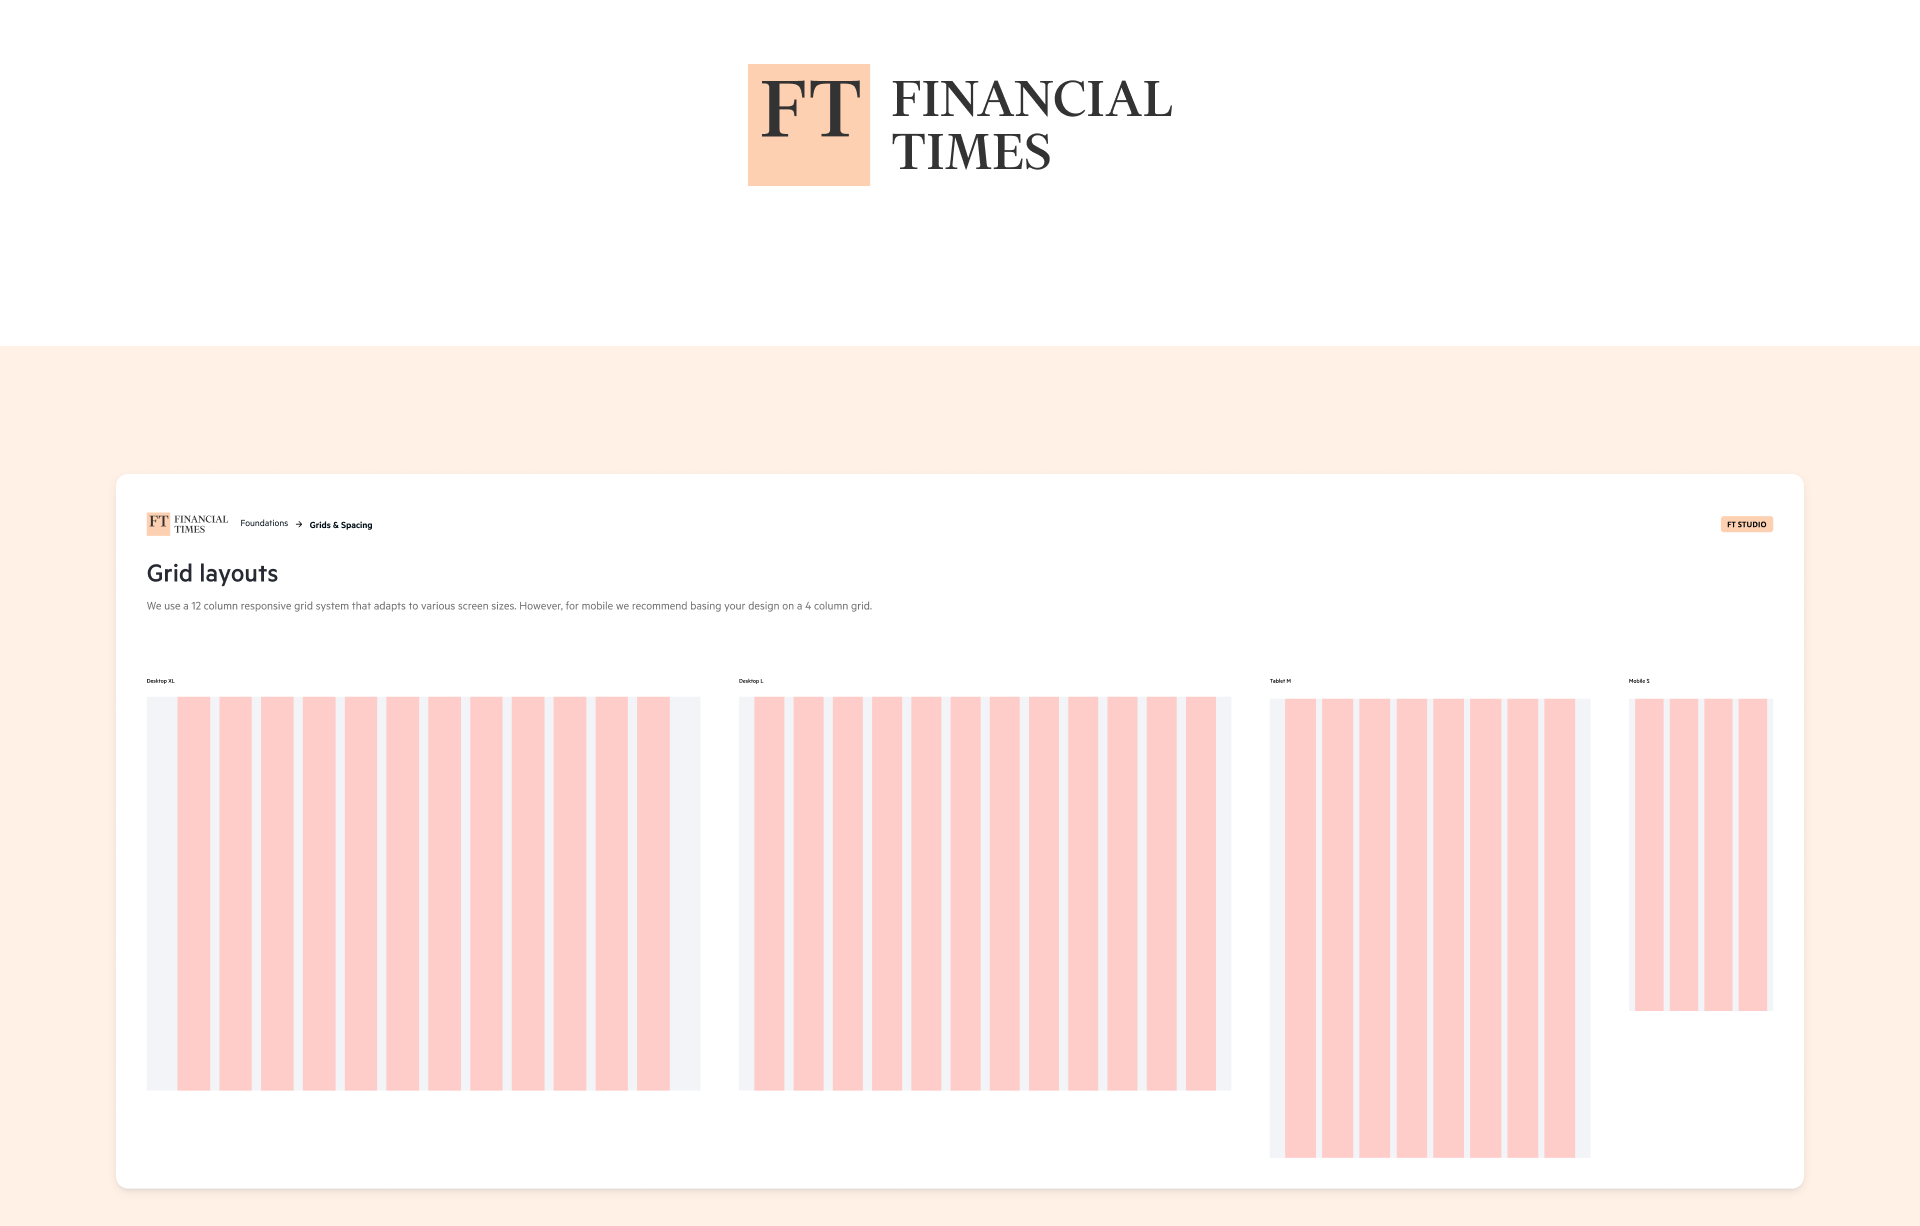 FT FINANCIAL
TIMES
FT FINANCIAL
TIMES
Foundations → Grids & Spacing
FT STUDIO
Grid layouts
We use a 12 column responsive grid system that adapts to various screen sizes. However, for mobile we recommend basing your design on a 4 column grid.
Desktop XL
Desktop L
Tablet M
Mobile S